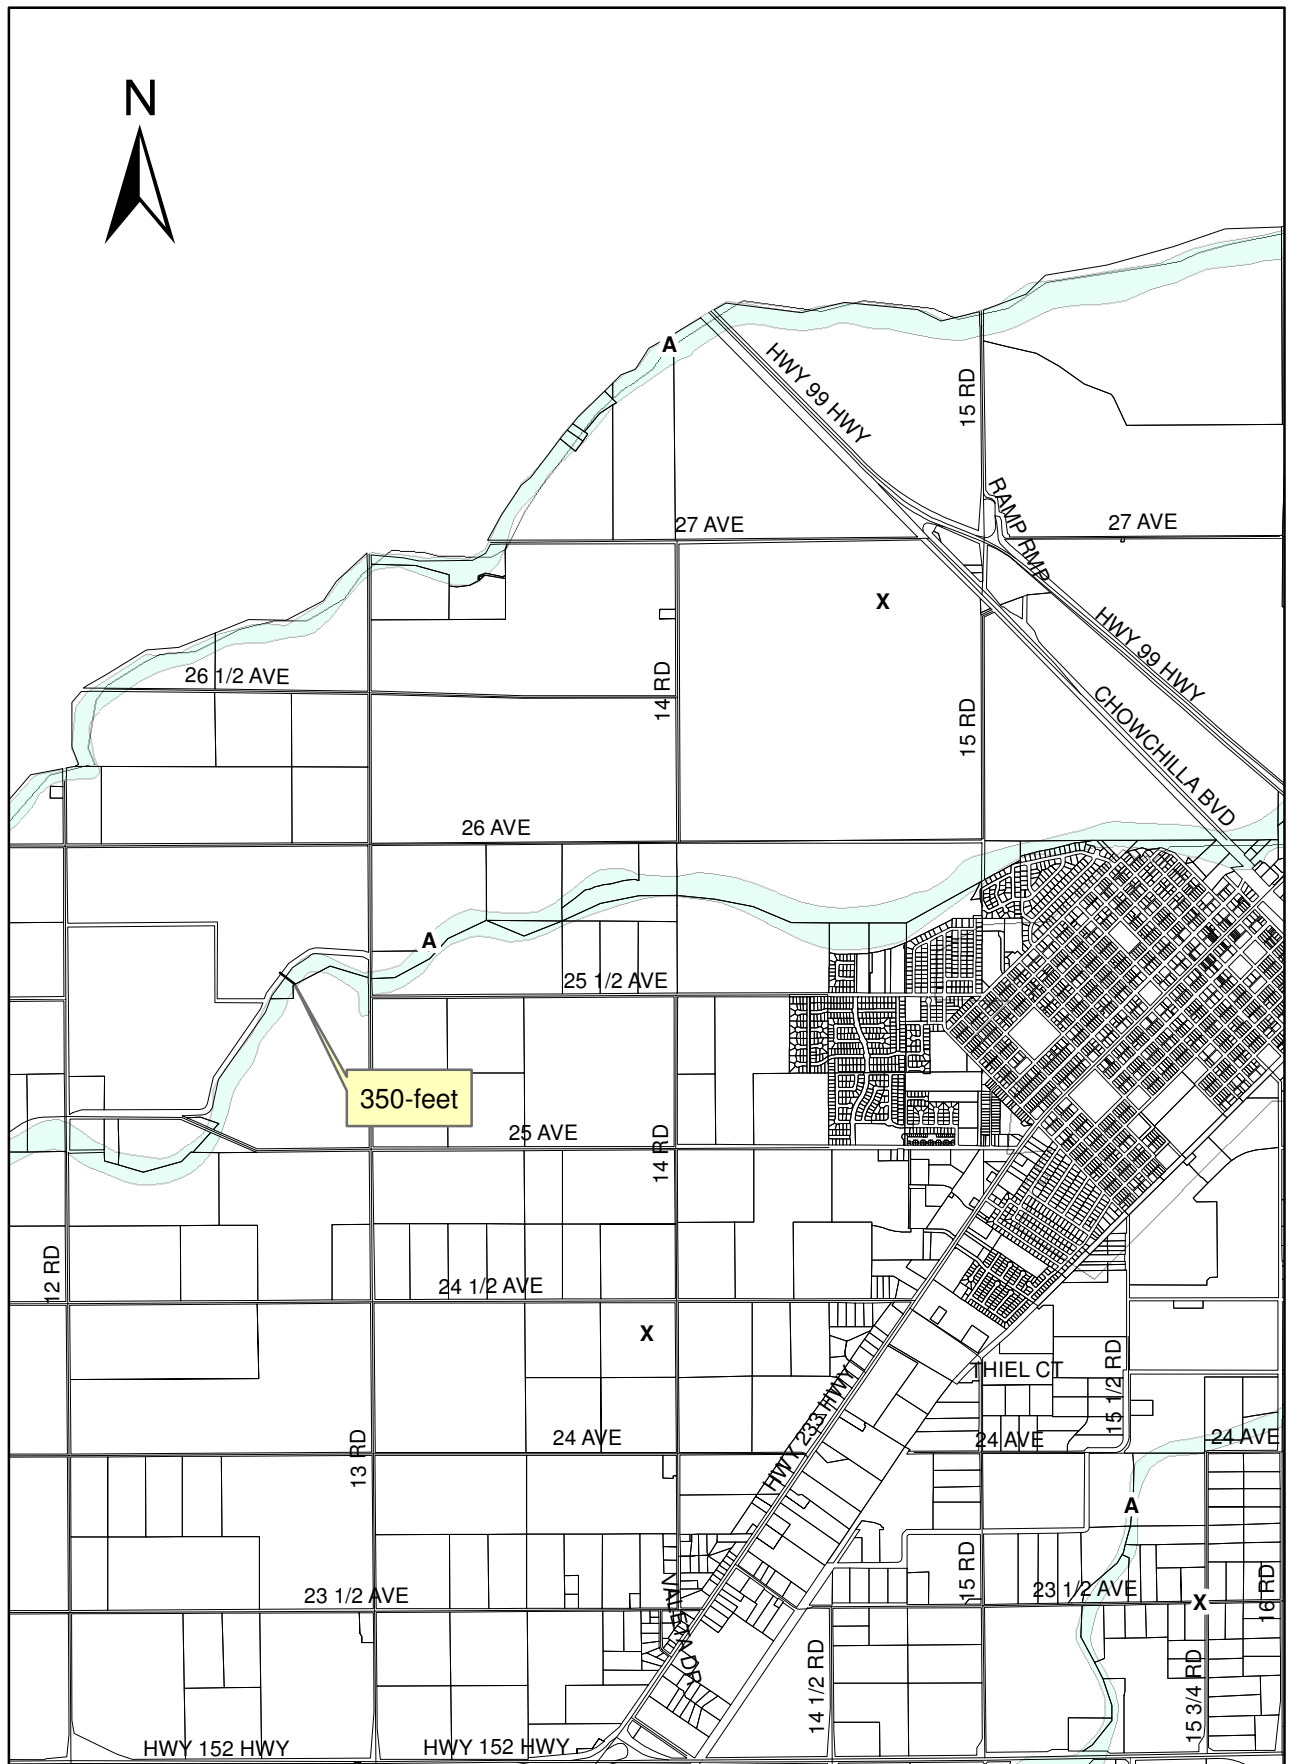 N
A
HWY 99 HWY
15 RD
27 AVE
RAMP RMP
27 AVE
X
HWY 99 HWY
26 1/2 AVE
14 RD
15 RD
CHOWCHILLA BVD
26 AVE
A
25 1/2 AVE
350-feet
25 AVE
14 RD
12 RD
24 1/2 AVE
X
THIEL CT
15 1/2 RD
HWY 233 HWY
13 RD
24 AVE
24 AVE
24 AVE
A
23 1/2 AVE
VALETA DR
15 RD
23 1/2 AVE
X
16 RD
14 1/2 RD
15 3/4 RD
HWY 152 HWY
HWY 152 HWY